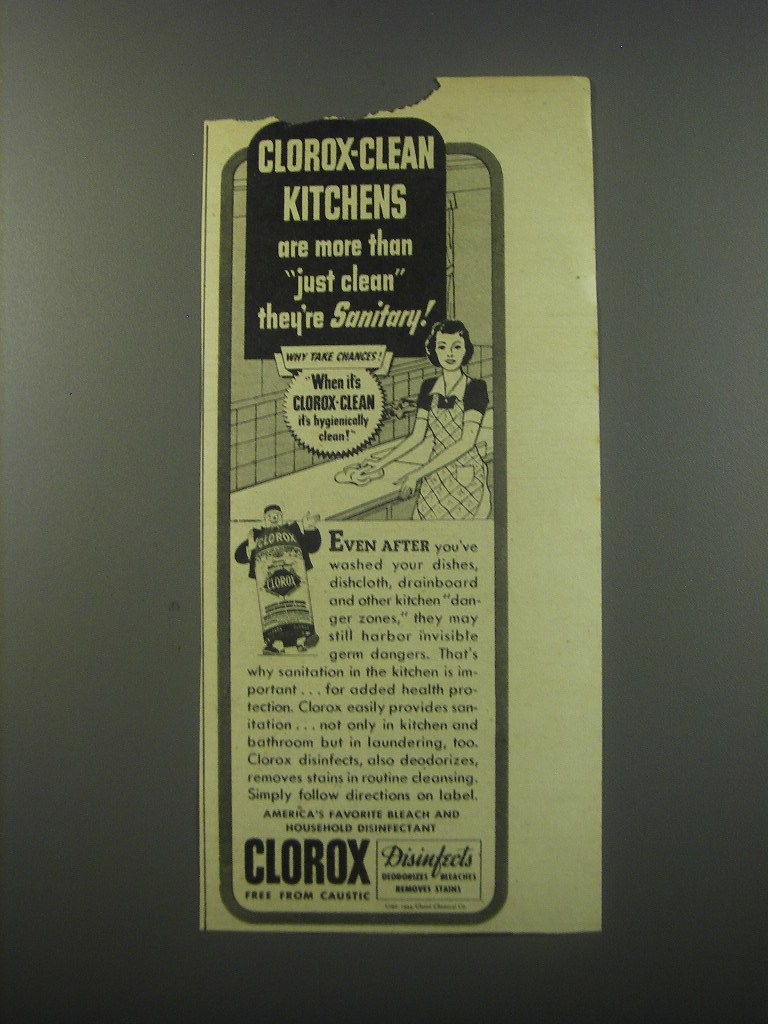 CLOROX-CLEAN
KITCHENS
are more than
"just clean"
they're Sanitary!
WHY TAKE CHANCES!
"When it's
CLOROX-CLEAN
it's hygienically
clean!"
CLOROX
CLOROX
EVEN AFTER you've
washed your dishes,
dishcloth, drainboard
and other kitchen "dan-
ger zones," they may
still harbor invisible
germ dangers. That's
why sanitation in the kitchen is im-
portant . . . for added health pro-
tection. Clorox easily provides san-
itation . . . not only in kitchen and
bathroom but in laundering, too.
Clorox disinfects, also deodorizes,
removes stains in routine cleansing.
Simply follow directions on label.
AMERICA'S FAVORITE BLEACH AND
HOUSEHOLD DISINFECTANT
CLOROX
FREE FROM CAUSTIC
Disinfects
DEODORIZES BLEACHES
REMOVES STAINS
Clorox Chemical Co.